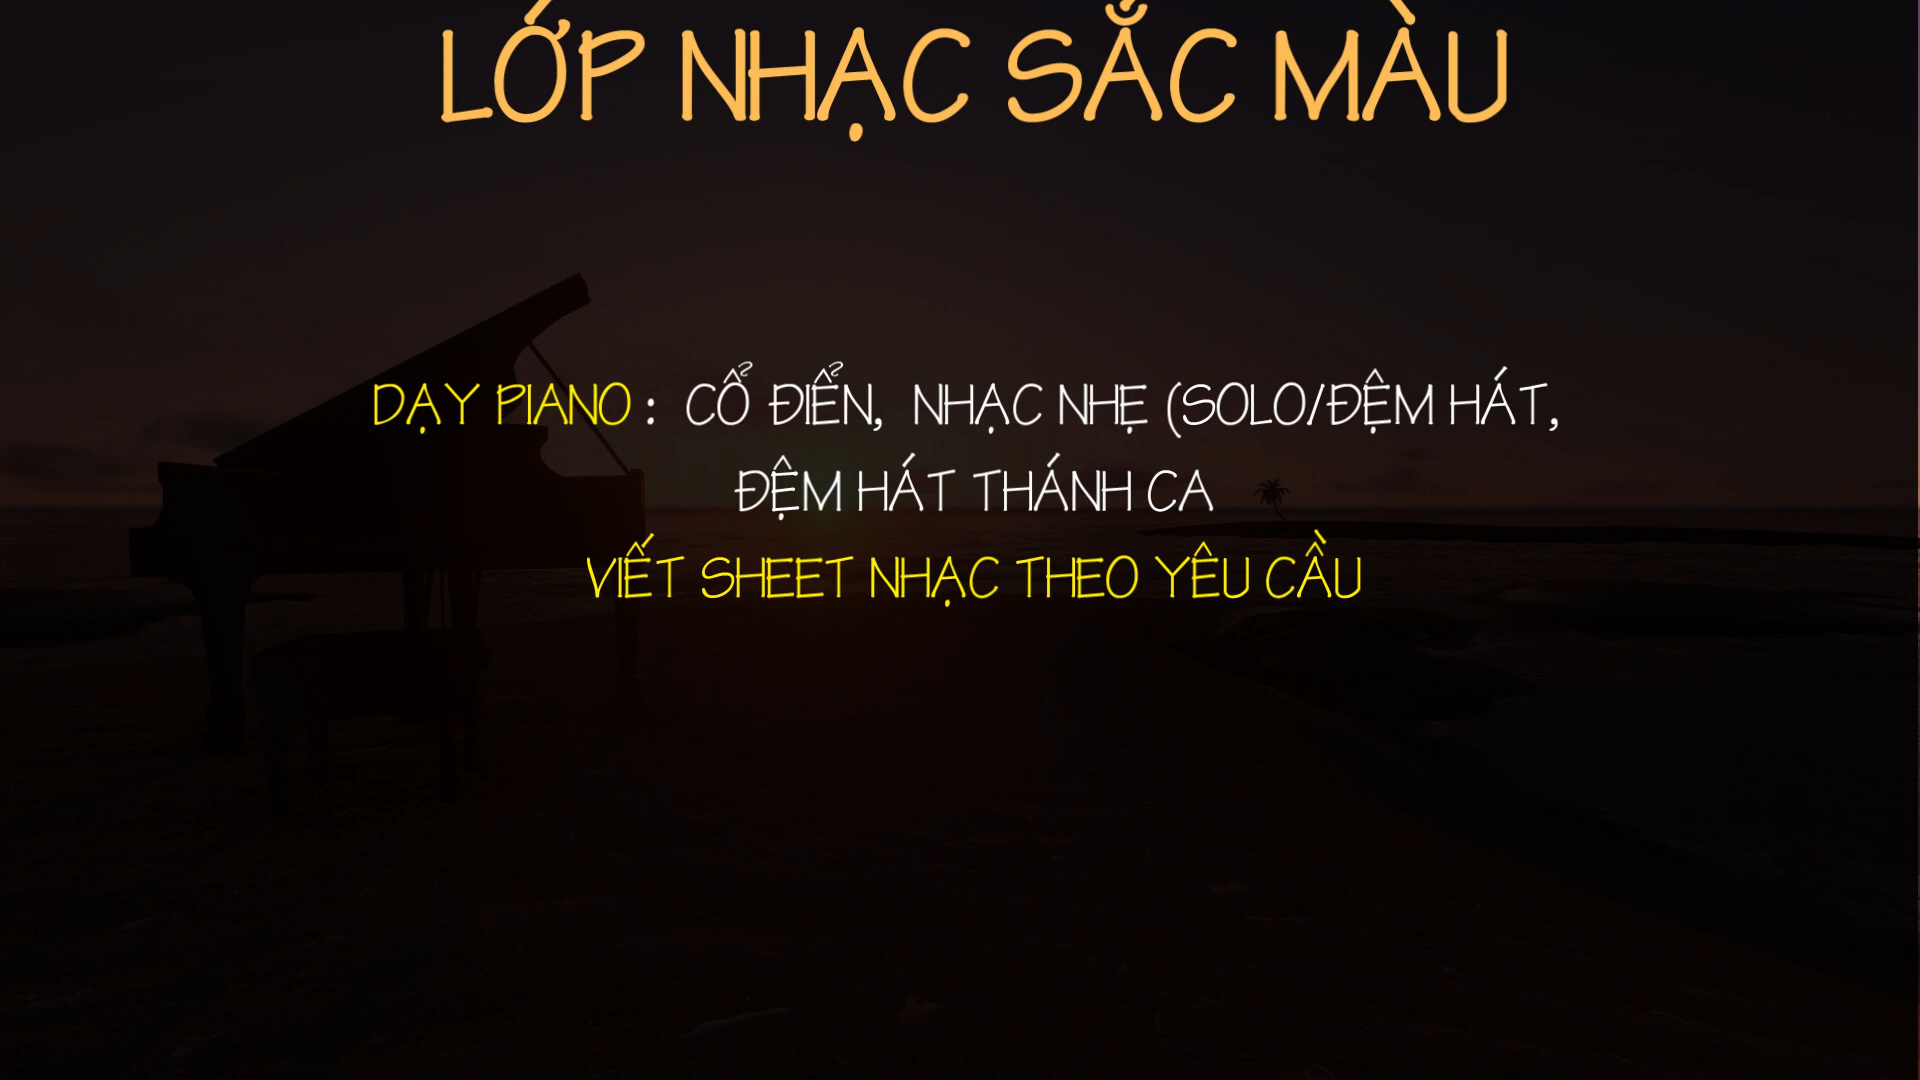 LỚP NHẠC SẮC MÀU
DẠY PIANO : CỔ ĐIỂN, NHẠC NHẸ (SOLO/ĐỆM HÁT,
ĐỆM HÁT THÁNH CA
VIẾT SHEET NHẠC THEO YÊU CẦU